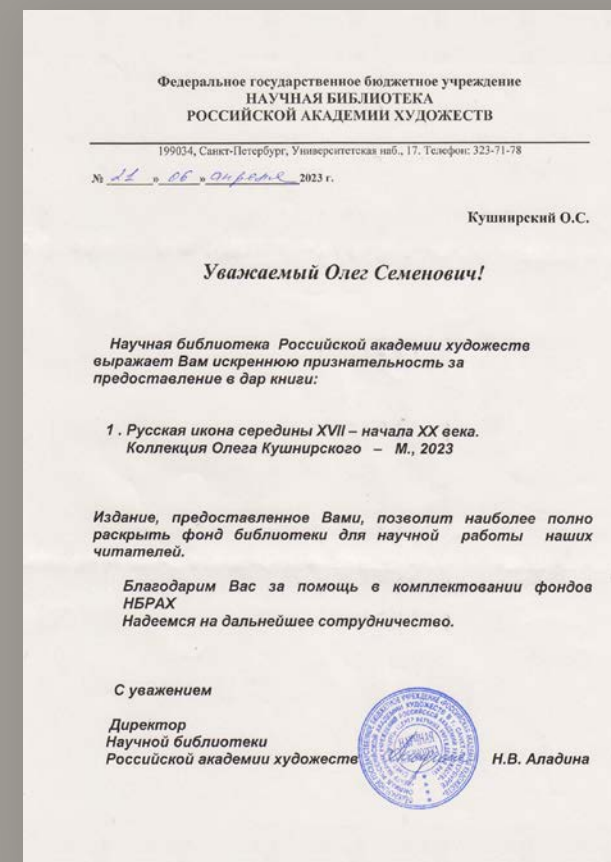 Федеральное государственное бюджетное учреждение
НАУЧНАЯ БИБЛИОТЕКА
РОССИЙСКОЙ АКАДЕМИИ ХУДОЖЕСТВ
199034, Санкт-Петербург, Университетская наб., 17. Телефон: 323-71-78
№ 21 » 06 » апреля 2023 г.
Кушнирский О.С.
Уважаемый Олег Семенович!
Научная библиотека Российской академии художеств
выражает Вам искреннюю признательность за
предоставление в дар книги:
1 . Русская икона середины XVII – начала XX века.
Коллекция Олега Кушнирского – М., 2023
Издание, предоставленное Вами, позволит наиболее полно
раскрыть фонд библиотеки для научной работы наших
читателей.
Благодарим Вас за помощь в комплектовании фондов
НБРАХ
Надеемся на дальнейшее сотрудничество.
С уважением
Директор
Научной библиотеки
Российской академии художеств Н.В. Аладина